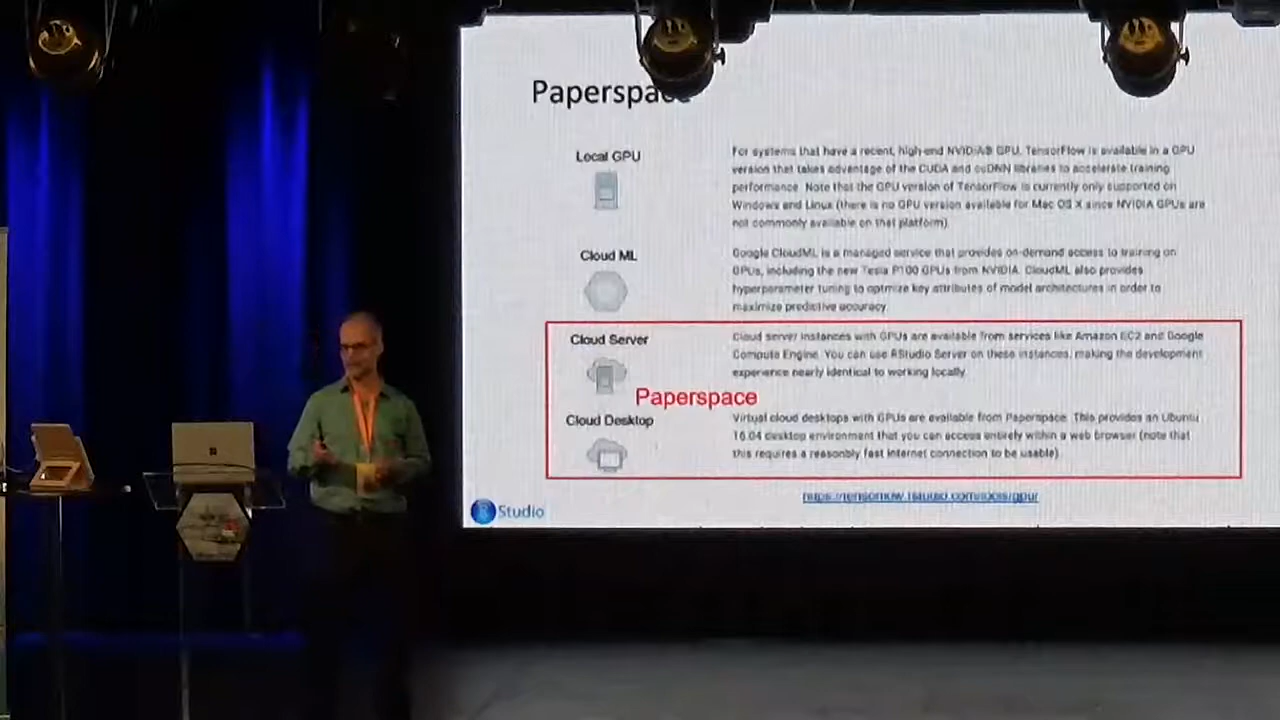 Paperspace
Local GPU
For systems that have a recent, high-end NVIDIA® GPU, TensorFlow is available in a GPU
version that takes advantage of the CUDA and cuDNN libraries to accelerate training
performance. Note that the GPU version of TensorFlow is currently only supported on
Windows and Linux (there is no GPU version available for Mac OS X since NVIDIA GPUs are
not commonly available on that platform).
Cloud ML
Google CloudML is a managed service that provides on-demand access to training on
GPUs, including the new Tesla P100 GPUs from NVIDIA. CloudML also provides
hyperparameter tuning to optmize key attributes of model architectures in order to
maximize predictive accuracy.
Cloud Server
Cloud server instances with GPUs are available from services like Amazon EC2 and Google
Compute Engine. You can use RStudio Server on these instances, making the development
experience nearly identical to working locally.
Paperspace
Cloud Desktop
Virtual cloud desktops with GPUs are available from Paperspace. This provides an Ubuntu
16.04 desktop environment that you can access entirely within a web browser (note that
this requires a reasonbly fast internet connection to be usable).
https://tensorflow.rstudio.com/tools/gpu
R Studio